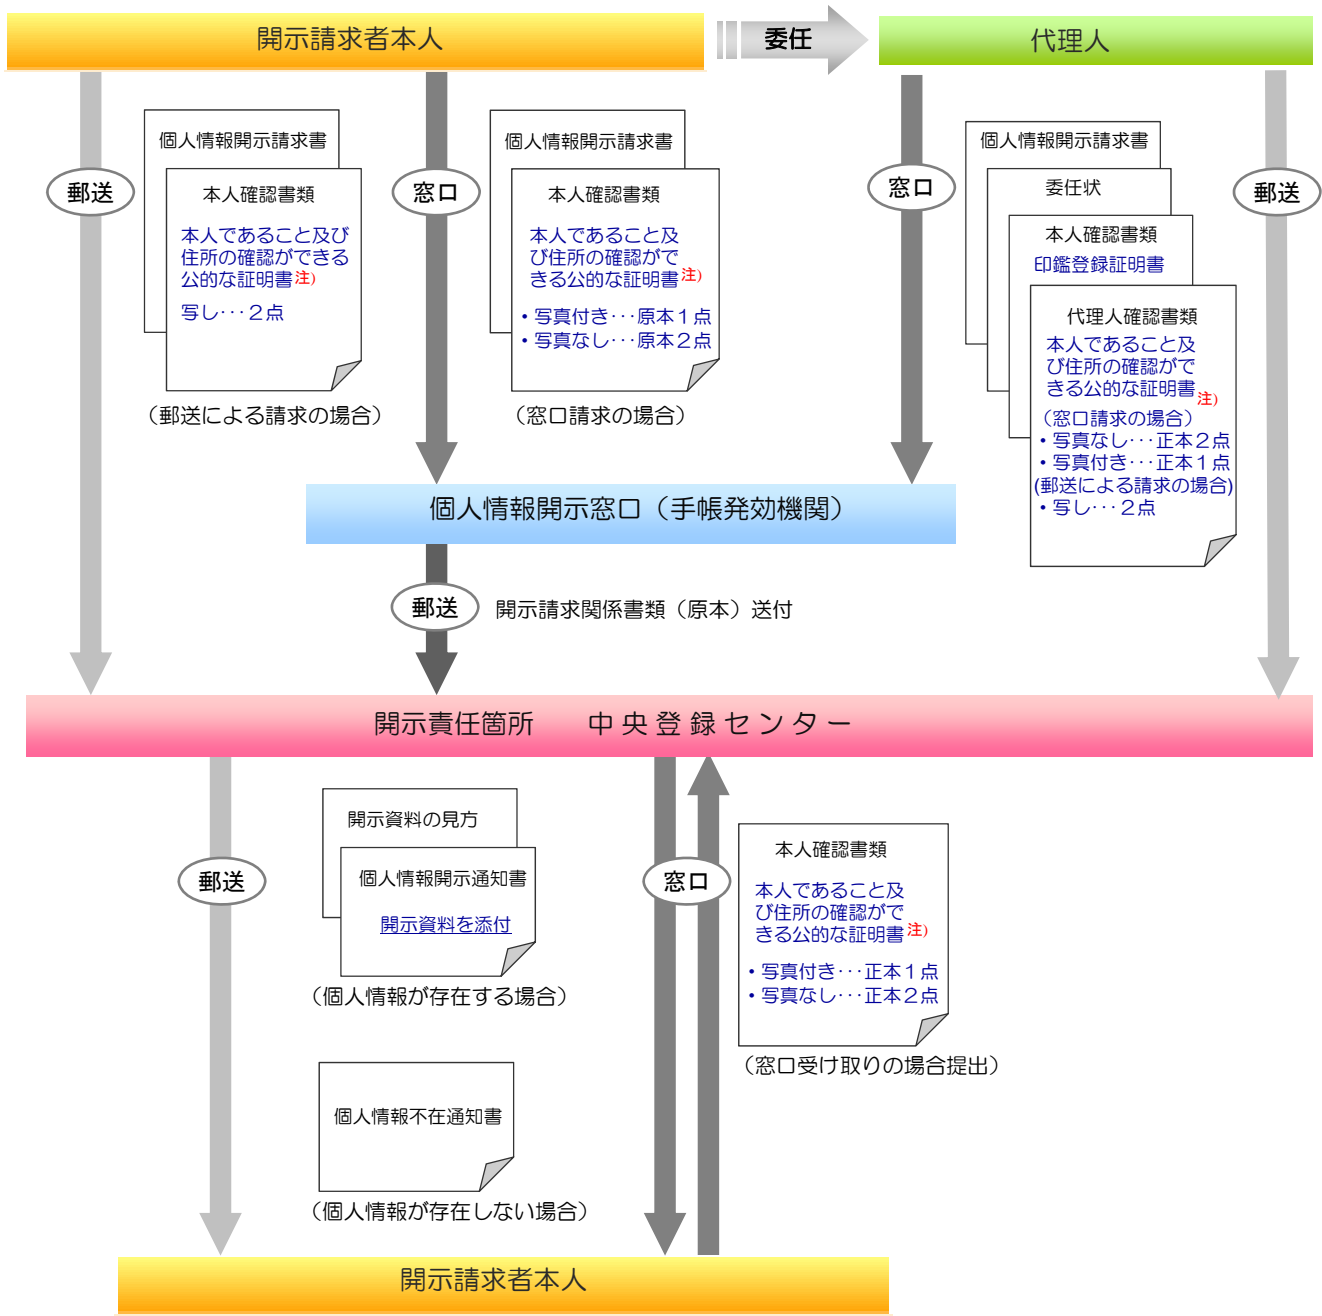 開示請求者本人
委任
代理人
郵送
個人情報開示請求書
本人確認書類
本人であること及び
住所の確認ができる
公的な証明書注)
写し･･･２点
（郵送による請求の場合）
窓口
個人情報開示請求書
本人確認書類
本人であること及
び住所の確認がで
きる公的な証明書注)
・写真付き･･･原本１点
・写真なし･･･原本２点
（窓口請求の場合）
窓口
個人情報開示請求書
委任状
本人確認書類
印鑑登録証明書
代理人確認書類
本人であること及
び住所の確認がで
きる公的な証明書注)
（窓口請求の場合）
・写真なし･･･正本２点
・写真付き･･･正本１点
(郵送による請求の場合)
・写し･･･２点
郵送
個人情報開示窓口（手帳発効機関）
郵送
開示請求関係書類（原本）送付
開示責任箇所　中央登録センター
郵送
開示資料の見方
個人情報開示通知書
開示資料を添付
（個人情報が存在する場合）
個人情報不在通知書
（個人情報が存在しない場合）
窓口
本人確認書類
本人であること及
び住所の確認がで
きる公的な証明書注)
・写真付き･･･正本１点
・写真なし･･･正本２点
（窓口受け取りの場合提出）
開示請求者本人